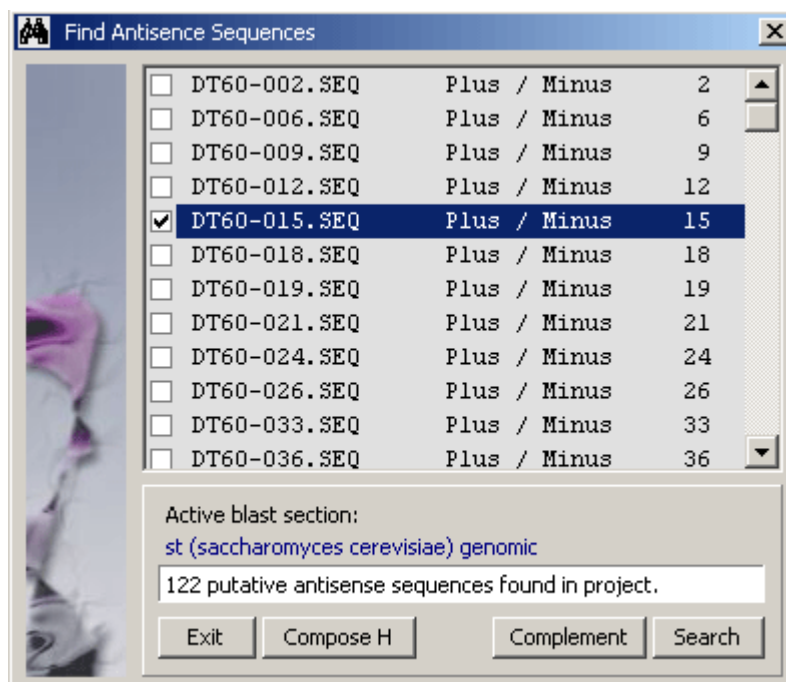 Find Antisence Sequences
DT60-002.SEQ Plus / Minus 2
DT60-006.SEQ Plus / Minus 6
DT60-009.SEQ Plus / Minus 9
DT60-012.SEQ Plus / Minus 12
DT60-015.SEQ Plus / Minus 15
DT60-018.SEQ Plus / Minus 18
DT60-019.SEQ Plus / Minus 19
DT60-021.SEQ Plus / Minus 21
DT60-024.SEQ Plus / Minus 24
DT60-026.SEQ Plus / Minus 26
DT60-033.SEQ Plus / Minus 33
DT60-036.SEQ Plus / Minus 36
Active blast section:
st (saccharomyces cerevisiae) genomic
122 putative antisense sequences found in project.
Exit Compose H Complement Search